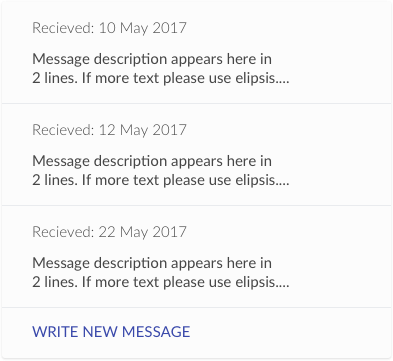 Recieved: 10 May 2017
Message description appears here in
2 lines. If more text please use elipsis....
Recieved: 12 May 2017
Message description appears here in
2 lines. If more text please use elipsis....
Recieved: 22 May 2017
Message description appears here in
2 lines. If more text please use elipsis....
WRITE NEW MESSAGE